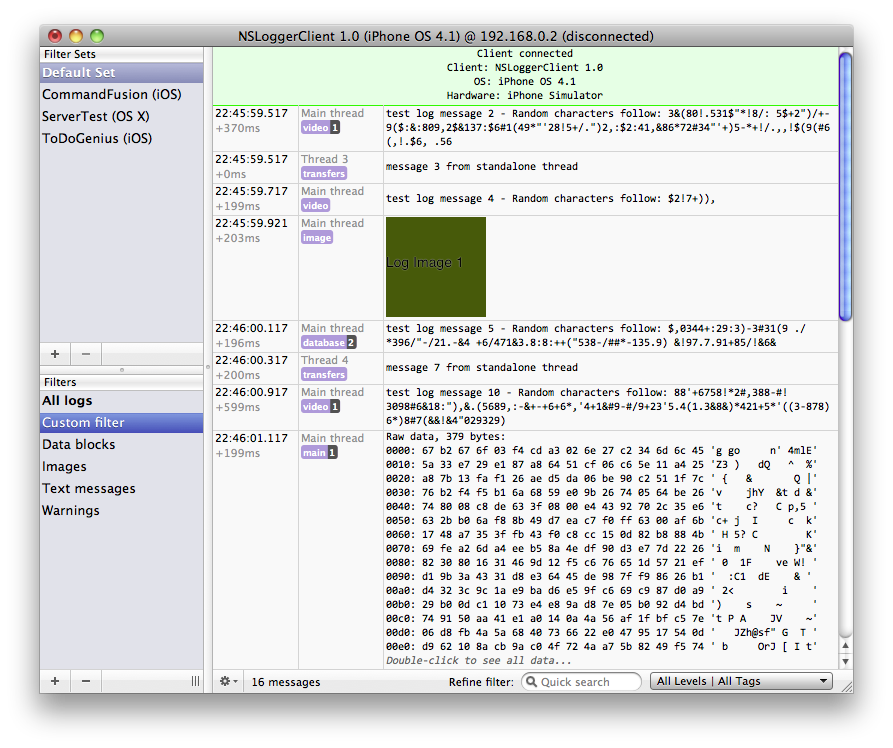 NSLoggerClient 1.0 (iPhone OS 4.1) @ 192.168.0.2 (disconnected)
Filter Sets
Default Set
CommandFusion (iOS)
ServerTest (OS X)
ToDoGenius (iOS)
+ −
Filters
All logs
Custom filter
Data blocks
Images
Text messages
Warnings
+ −
Client connected
Client: NSLoggerClient 1.0
OS: iPhone OS 4.1
Hardware: iPhone Simulator
22:45:59.517 Main thread test log message 2 - Random characters follow: 3&(80!.531$"*!8/: 5$+2")/+-
+370ms video 1 9($:&:809,2$&137:$6#1(49*"'28!5+/.")2,:$2:41,&86*72#34"'+)5-*+!/.,,!$(9(#6
(,!.$6, .56
22:45:59.517 Thread 3 message 3 from standalone thread
+0ms transfers
22:45:59.717 Main thread test log message 4 - Random characters follow: $2!7+)),
+199ms video
22:45:59.921 Main thread
+203ms image
Log Image 1
22:46:00.117 Main thread test log message 5 - Random characters follow: $,0344+:29:3)-3#31(9 ./
+196ms database 2 *396/"-/21.-&4 +6/471&3.8:8:++("538-/##*-135.9) &!97.7.91+85/!&6&
22:46:00.317 Thread 4 message 7 from standalone thread
+200ms transfers
22:46:00.917 Main thread test log message 10 - Random characters follow: 88'+6758!*2#,388-#!
+599ms video 1 3098#6&18:"),&.(5689,:-&+-+6+6*,'4+1&#9-#/9+23'5.4(1.3&8&)*421+5*'((3-878)
6*)8#7(&&!&4"029329)
22:46:01.117 Main thread Raw data, 379 bytes:
+199ms main 1 0000: 67 b2 67 6f 03 f4 cd a3 02 6e 27 c2 34 6d 6c 45 'g go n' 4mlE'
0010: 5a 33 e7 29 e1 87 a8 64 51 cf 06 c6 5e 11 a4 25 'Z3 ) dQ ^ %'
0020: a8 7b 13 fa f1 26 ae d5 da 06 be 90 c2 51 1f 7c ' { & Q |'
0030: 76 b2 f4 f5 b1 6a 68 59 e0 9b 26 74 05 64 be 26 'v jhY &t d &'
0040: 74 80 08 c8 de 63 3f 08 00 e4 43 92 70 2c 35 e6 't c? C p,5 '
0050: 63 2b b0 6a f8 8b 49 d7 ea c7 f0 ff 63 00 af 6b 'c+ j I c k'
0060: 17 48 a7 35 3f fb 43 f0 c8 cc 15 0d 82 b8 88 4b ' H 5? C K'
0070: 69 fe a2 6d a4 ee b5 8a 4e df 90 d3 e7 7d 22 26 'i m N }"&'
0080: 82 30 80 16 31 46 9d 12 f5 c6 76 65 1d 57 21 ef ' 0 1F ve W! '
0090: d1 9b 3a 43 31 d8 e3 64 45 de 98 7f f9 86 26 b1 ' :C1 dE & '
00a0: d4 32 3c 9c 1a e9 ba d6 e5 9f c6 69 c9 87 d0 a9 ' 2< i '
00b0: 29 b0 0d c1 10 73 e4 e8 9a d8 7e 05 b0 92 d4 bd ') s ~ '
00c0: 74 91 50 aa 41 e1 a0 14 0a 4a 56 af 1f bf c5 7e 't P A JV ~'
00d0: 06 d8 fb 4a 5a 68 40 73 66 22 e0 47 95 17 54 0d ' JZh@sf" G T '
00e0: d9 62 10 8a cb 9a c0 4f 72 4a a7 5b 82 49 f5 74 ' b OrJ [ I t'
Double-click to see all data...
16 messages
Refine filter:
Quick search
All Levels | All Tags